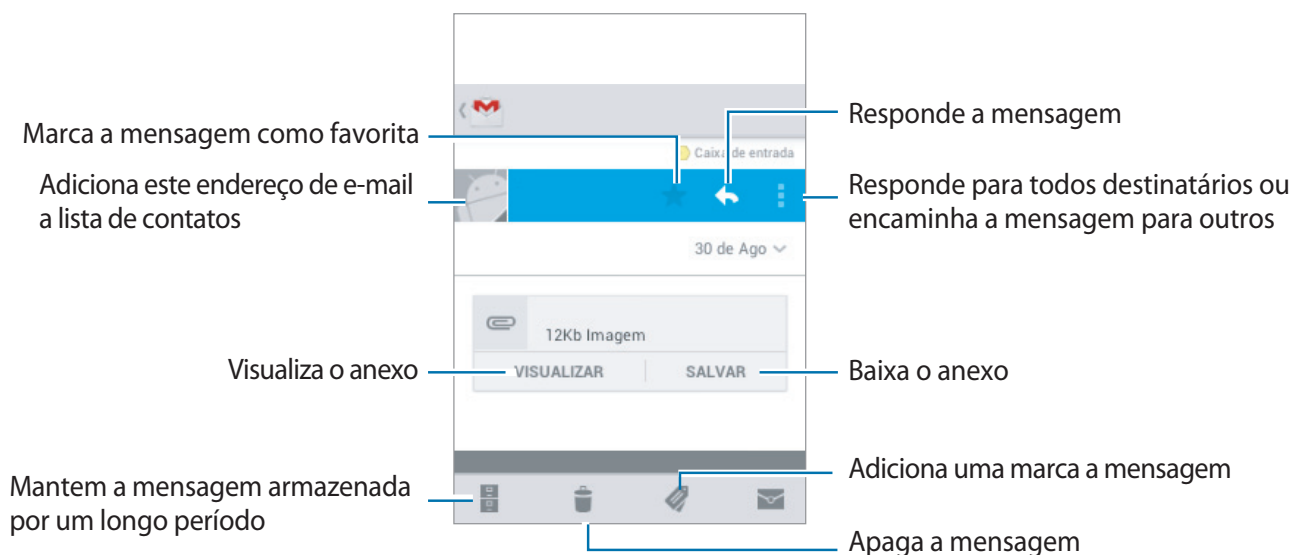 Marca a mensagem como favorita
Responde a mensagem
Caixa de entrada
Adiciona este endereço de e-mail
a lista de contatos
Responde para todos destinatários ou
encaminha a mensagem para outros
30 de Ago
12Kb Imagem
Visualiza o anexo
VISUALIZAR
SALVAR
Baixa o anexo
Mantem a mensagem armazenada
por um longo período
Adiciona uma marca a mensagem
Apaga a mensagem